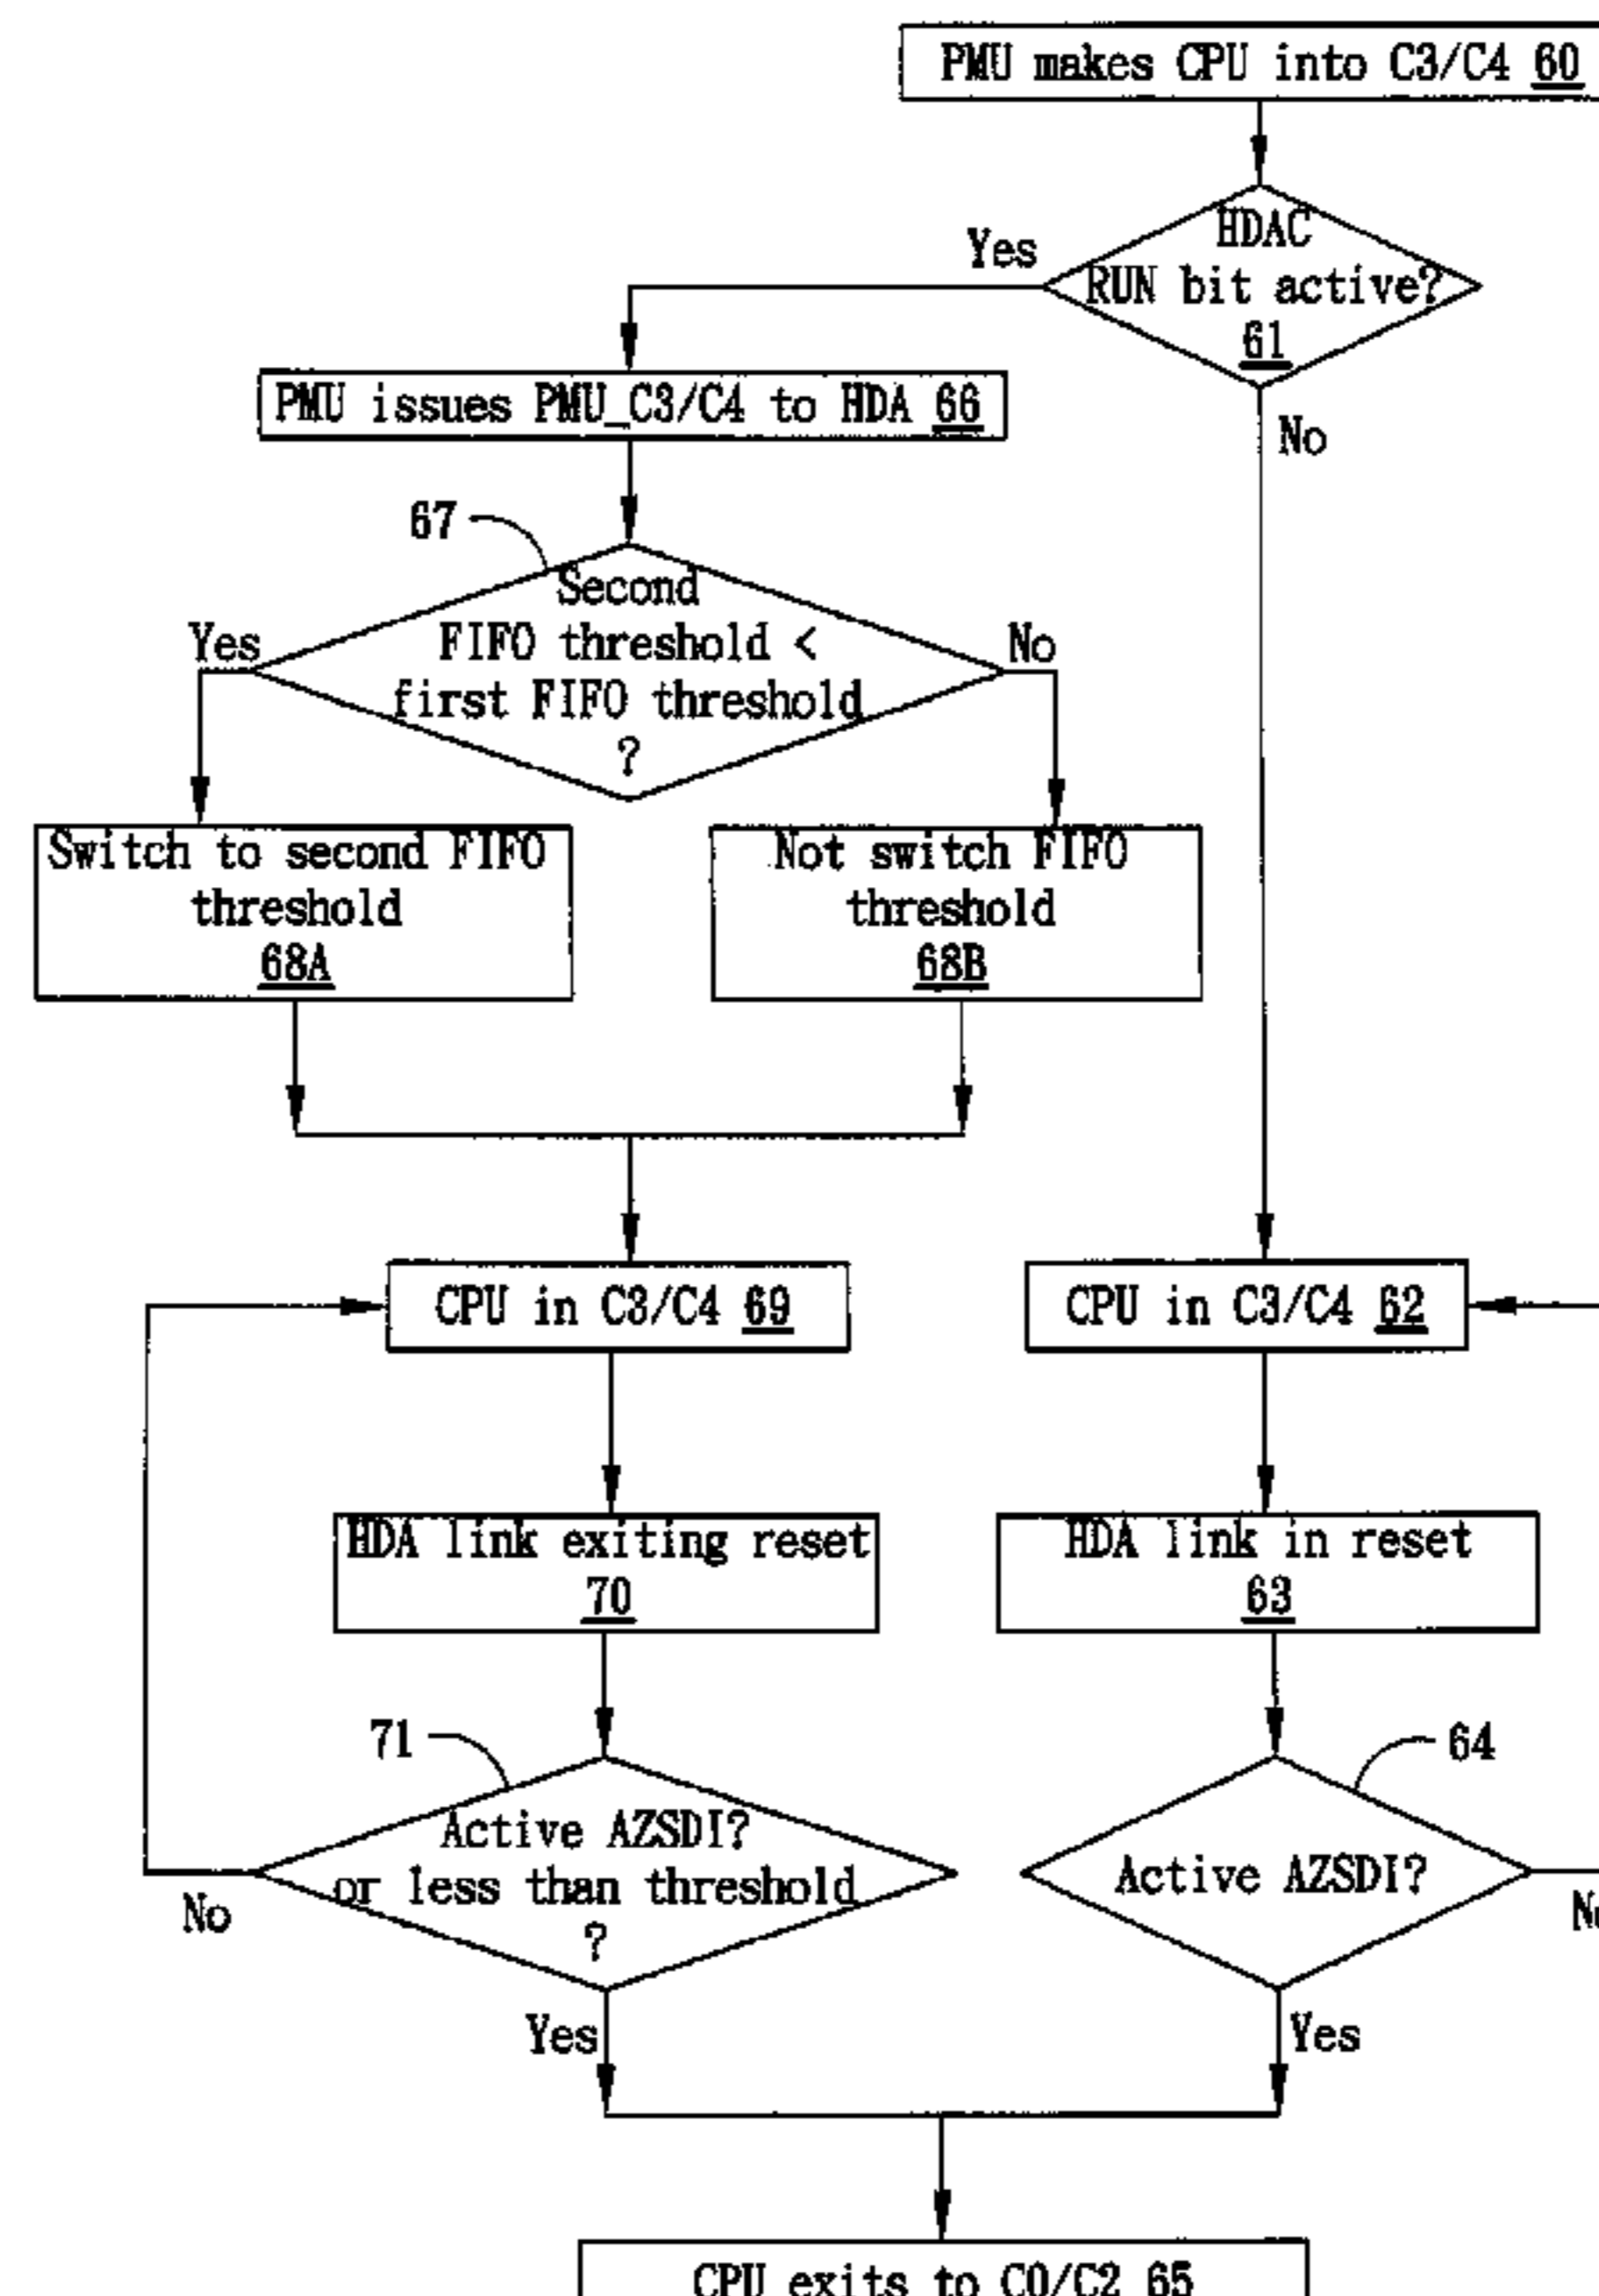 PMU makes CPU into C3/C4 60
HDAC
RUN bit active?
61
Yes
No
PMU issues PMU_C3/C4 to HDA 66
67
Second
FIFO threshold <
first FIFO threshold
?
Yes
No
Switch to second FIFO
threshold
68A
Not switch FIFO
threshold
68B
CPU in C3/C4 69
CPU in C3/C4 62
HDA link exiting reset
70
HDA link in reset
63
71
Active AZSDI?
or less than threshold
?
No
Yes
64
Active AZSDI?
No
Yes
CPU exits to C0/C2 65